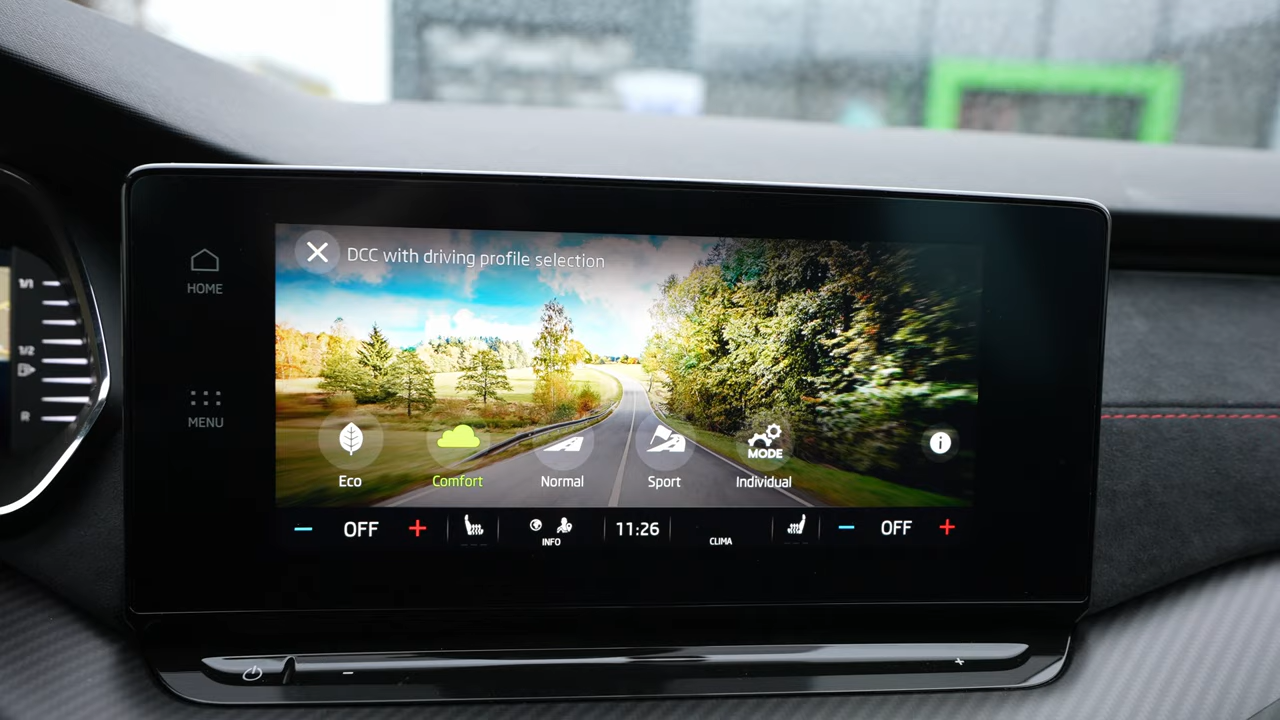 1/1
1/2
R
HOME
MENU
DCC with driving profile selection
Eco
Comfort
Normal
Sport
MODE
Individual
i
− OFF +
INFO
11:26
CLIMA
− OFF +
− +